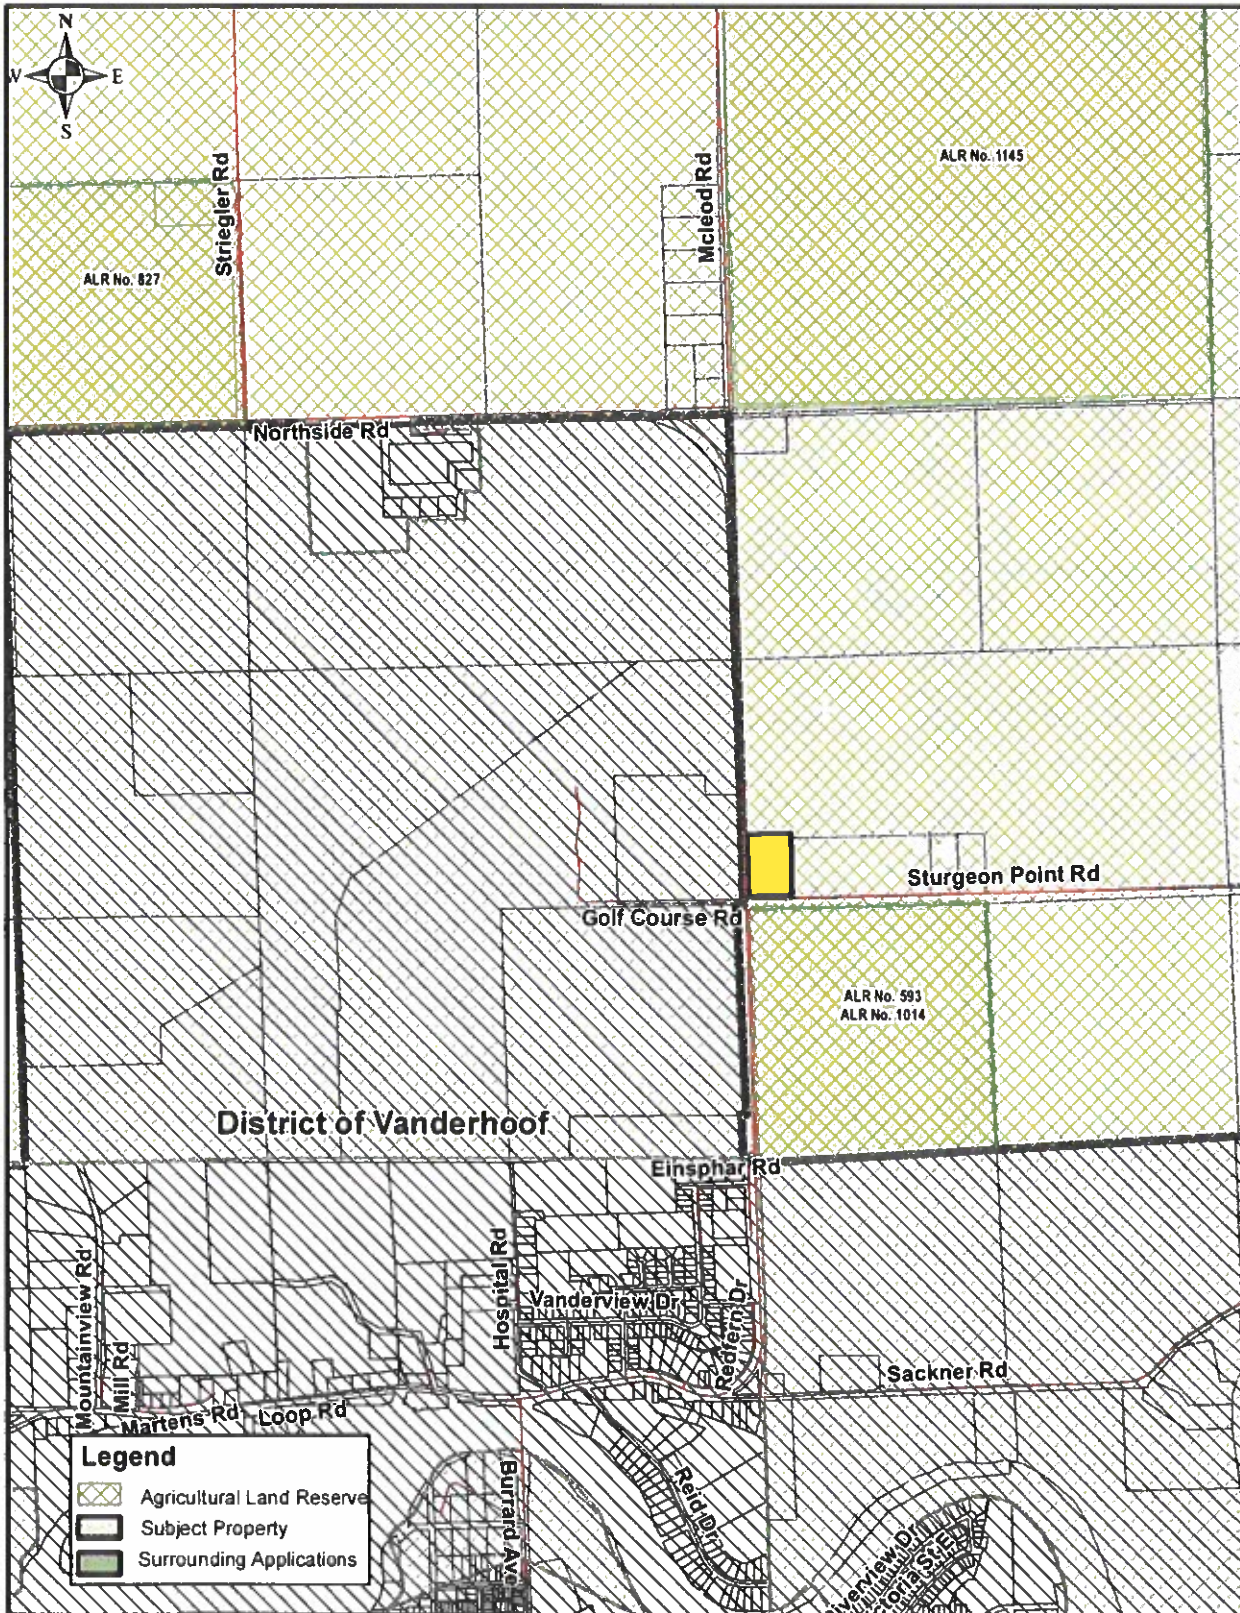 N
W E
S
ALR No. 1145
Striegler Rd
Mcleod Rd
ALR No. 827
Northside Rd
Sturgeon Point Rd
Golf Course Rd
ALR No. 593
ALR No. 1014
District of Vanderhoof
Einsphar Rd
Mountainview Rd
Hospital Rd
Vanderview Dr
Redfern Dr
Mill Rd
Sackner Rd
Martens Rd
Loop Rd
Burrard Ave
Reid Dr
Riverview Dr
Victoria St E
Legend
Agricultural Land Reserve
Subject Property
Surrounding Applications